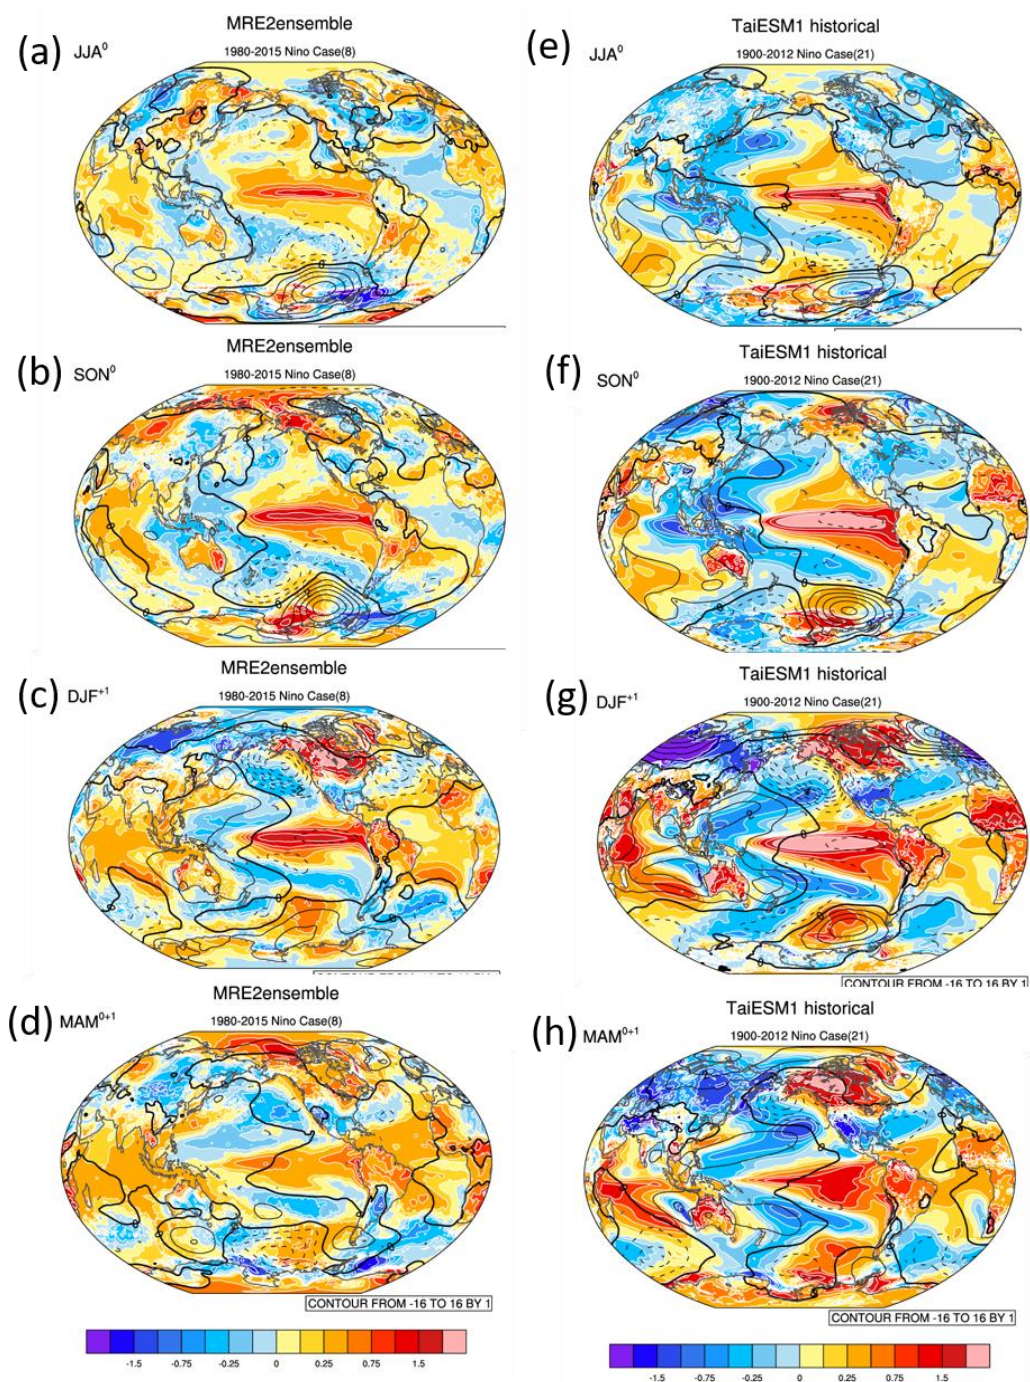 (a)
JJA⁰
MRE2ensemble
1980-2015 Nino Case(8)
(e)
JJA⁰
TaiESM1 historical
1900-2012 Nino Case(21)
(b)
SON⁰
MRE2ensemble
1980-2015 Nino Case(8)
(f)
SON⁰
TaiESM1 historical
1900-2012 Nino Case(21)
(c)
DJF⁺¹
MRE2ensemble
1980-2015 Nino Case(8)
(g)
DJF⁺¹
TaiESM1 historical
1900-2012 Nino Case(21)
CONTOUR FROM -16 TO 16 BY 1
(d)
MAM⁰⁺¹
MRE2ensemble
1980-2015 Nino Case(8)
CONTOUR FROM -16 TO 16 BY 1
-1.5 -0.75 -0.25 0 0.25 0.75 1.5
(h)
MAM⁰⁺¹
TaiESM1 historical
1900-2012 Nino Case(21)
CONTOUR FROM -16 TO 16 BY 1
-1.5 -0.75 -0.25 0 0.25 0.75 1.5